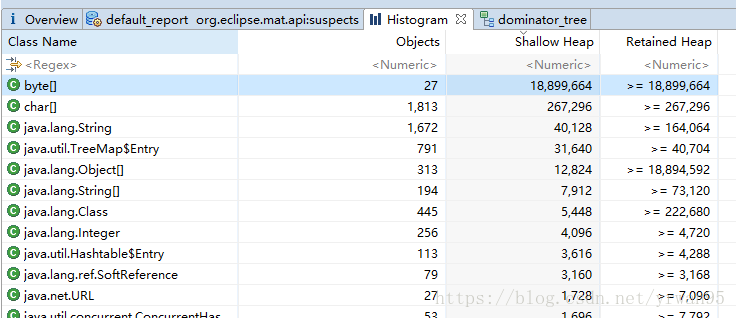 Overview default_report org.eclipse.mat.api:suspects Histogram dominator_tree
Class Name Objects Shallow Heap Retained Heap
<Regex> <Numeric> <Numeric> <Numeric>
byte[] 27 18,899,664 >= 18,899,664
char[] 1,813 267,296 >= 267,296
java.lang.String 1,672 40,128 >= 164,064
java.util.TreeMap$Entry 791 31,640 >= 40,704
java.lang.Object[] 313 12,824 >= 18,894,592
java.lang.String[] 194 7,912 >= 73,120
java.lang.Class 445 5,448 >= 222,680
java.lang.Integer 256 4,096 >= 4,720
java.util.Hashtable$Entry 113 3,616 >= 4,288
java.lang.ref.SoftReference 79 3,160 >= 3,168
java.net.URL 27 1,728 >= 7,096
java.util.concurrent.ConcurrentHas 53 1,696 >= 7,792